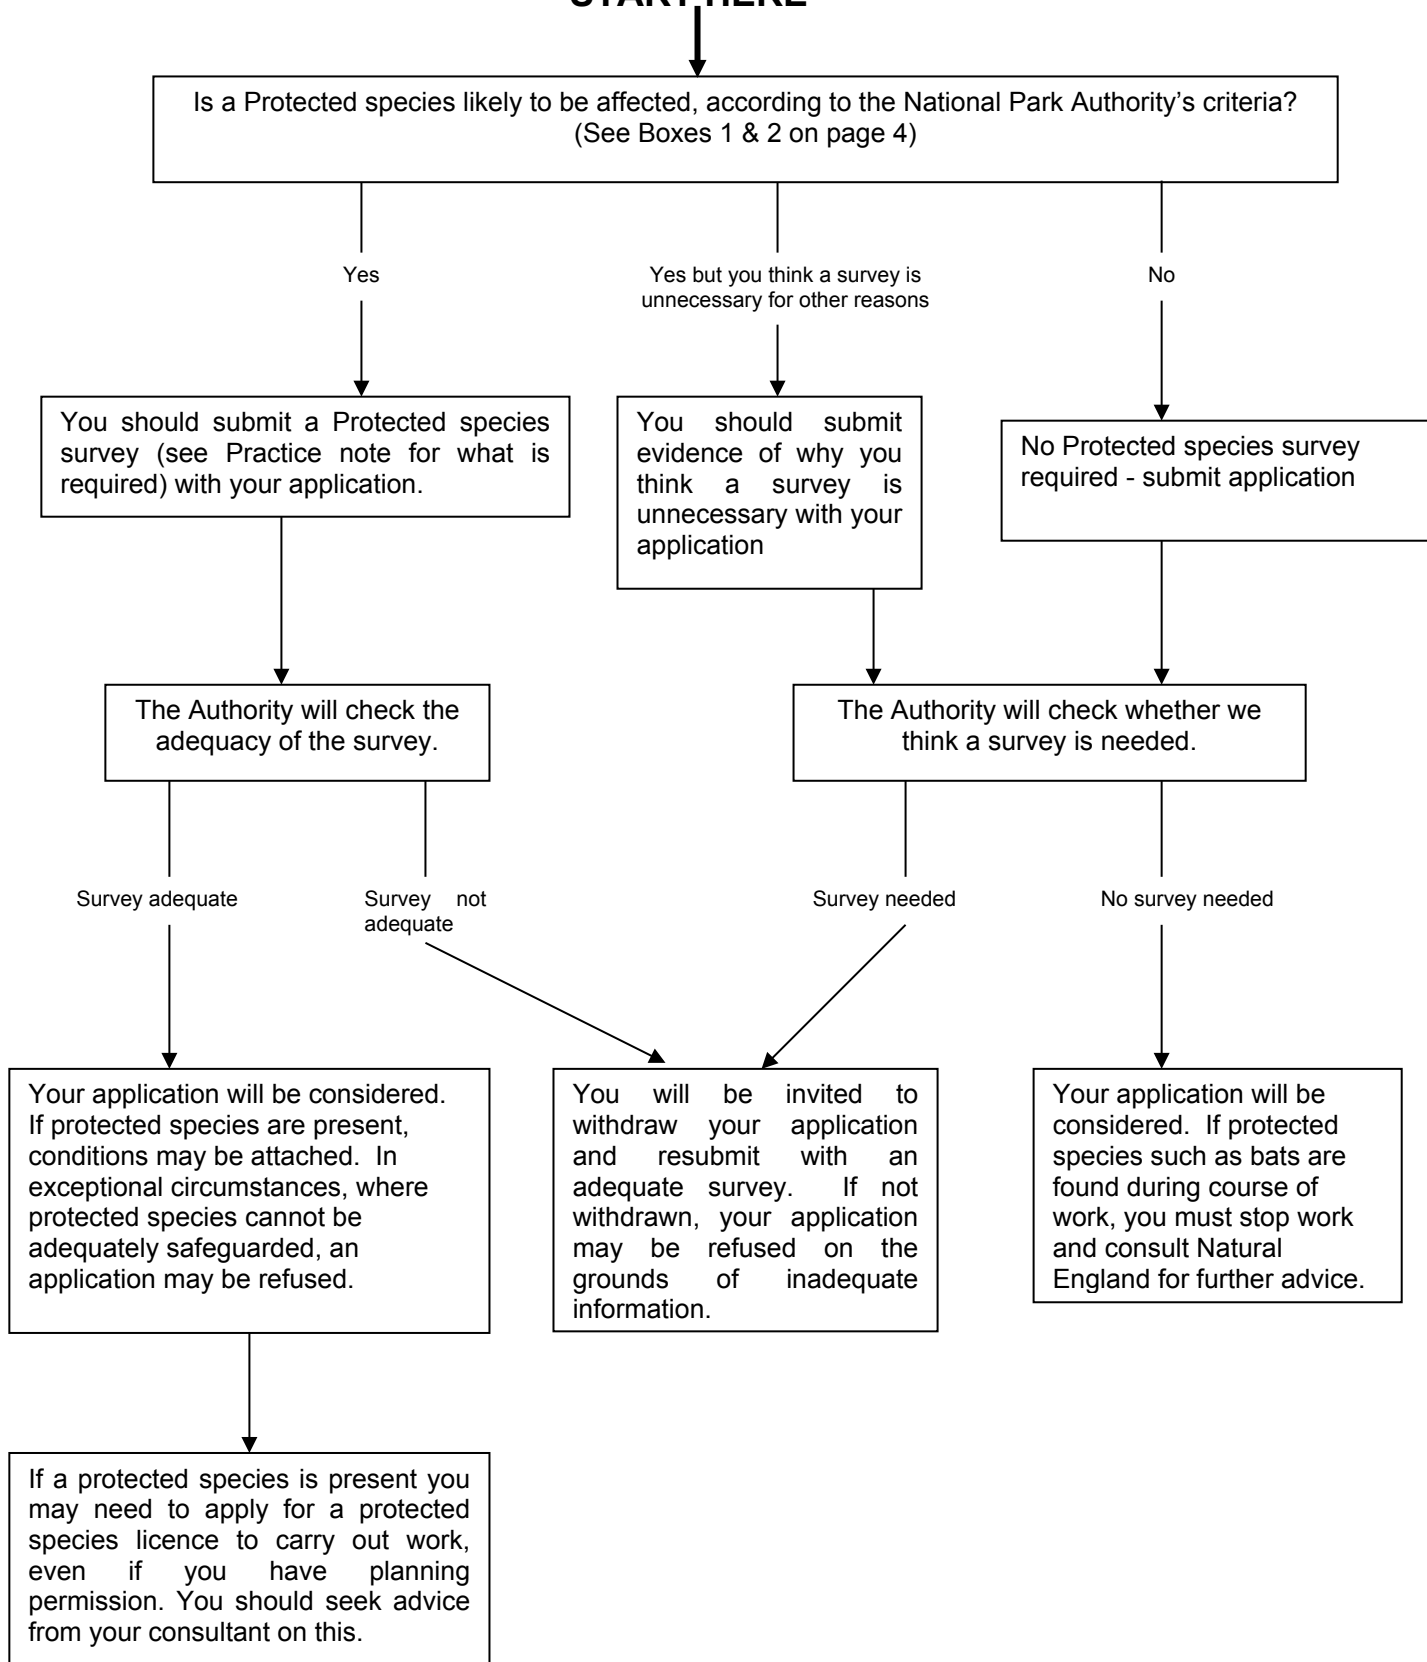 START HERE
Is a Protected species likely to be affected, according to the National Park Authority's criteria?
(See Boxes 1 & 2 on page 4)
Yes
Yes but you think a survey is
unnecessary for other reasons
No
You should submit a Protected species
survey (see Practice note for what is
required) with your application.
You should submit
evidence of why you
think a survey is
unnecessary with your
application
No Protected species survey
required - submit application
The Authority will check the
adequacy of the survey.
The Authority will check whether we
think a survey is needed.
Survey adequate
Survey not
adequate
Survey needed
No survey needed
Your application will be considered.
If protected species are present,
conditions may be attached. In
exceptional circumstances, where
protected species cannot be
adequately safeguarded, an
application may be refused.
You will be invited to
withdraw your application
and resubmit with an
adequate survey. If not
withdrawn, your application
may be refused on the
grounds of inadequate
information.
Your application will be
considered. If protected
species such as bats are
found during course of
work, you must stop work
and consult Natural
England for further advice.
If a protected species is present you
may need to apply for a protected
species licence to carry out work,
even if you have planning
permission. You should seek advice
from your consultant on this.